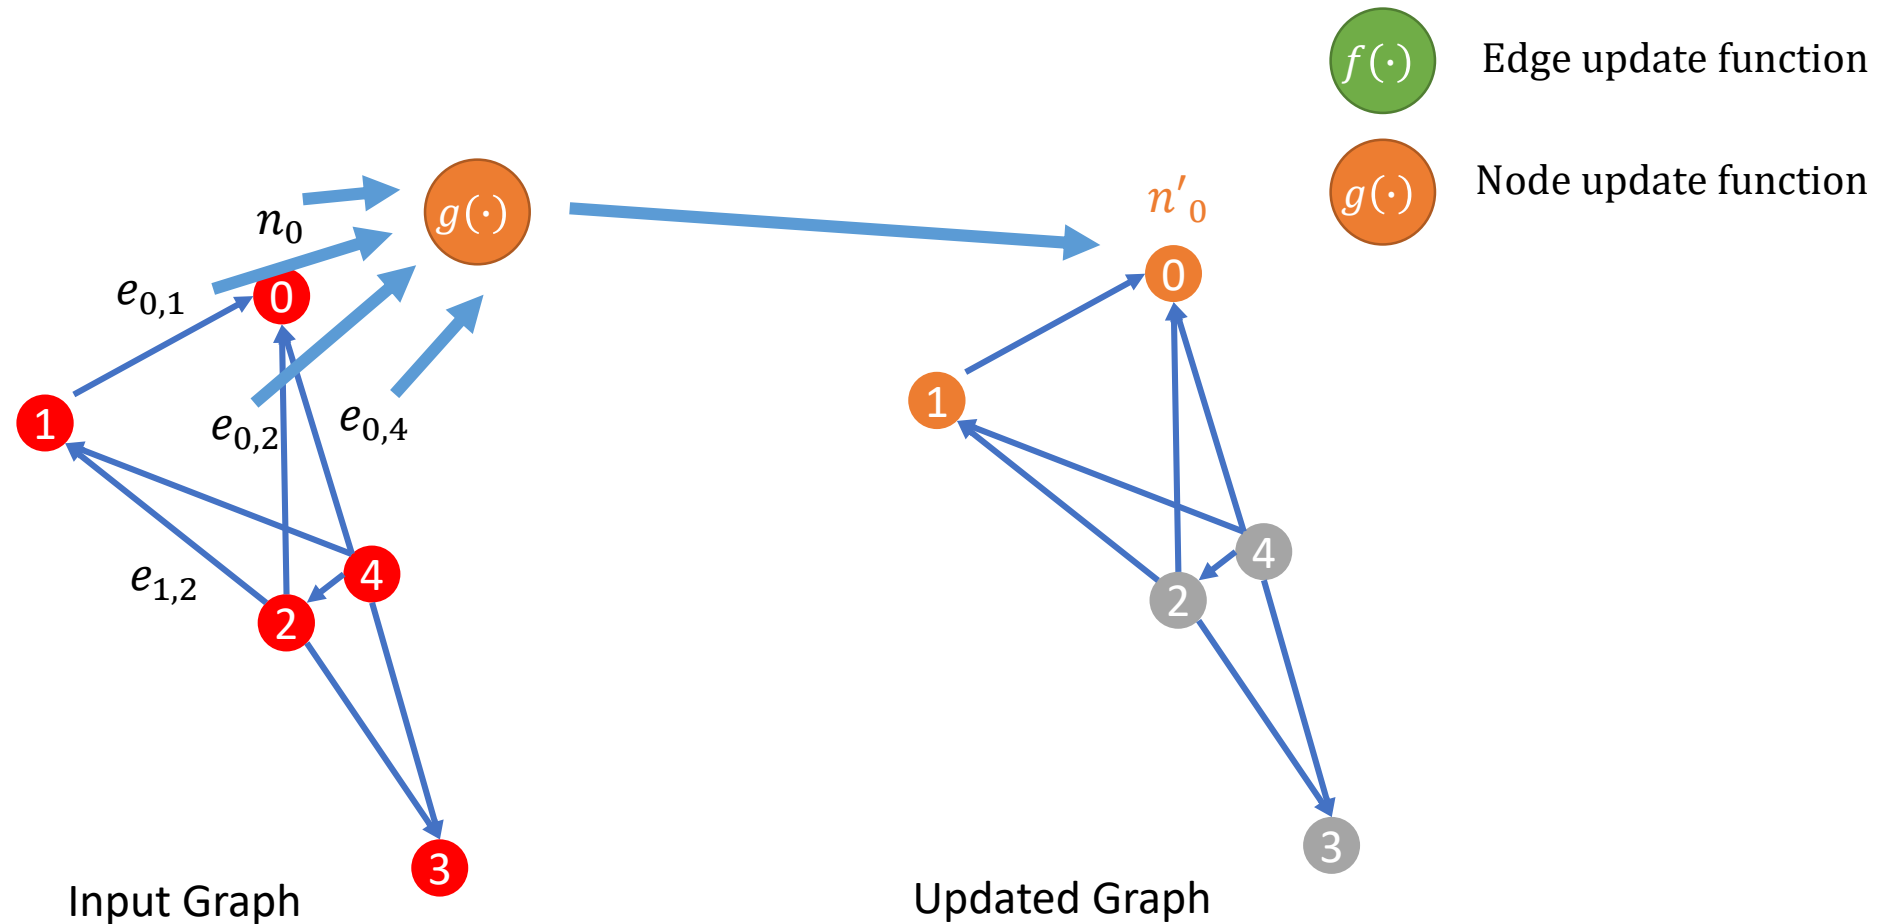 f(·) Edge update function
g(·) Node update function
g(·)
n₀
n′₀
e₀,₁
0
0
1
1
e₀,₂
e₀,₄
e₁,₂
4
4
2
2
3
3
Input Graph
Updated Graph